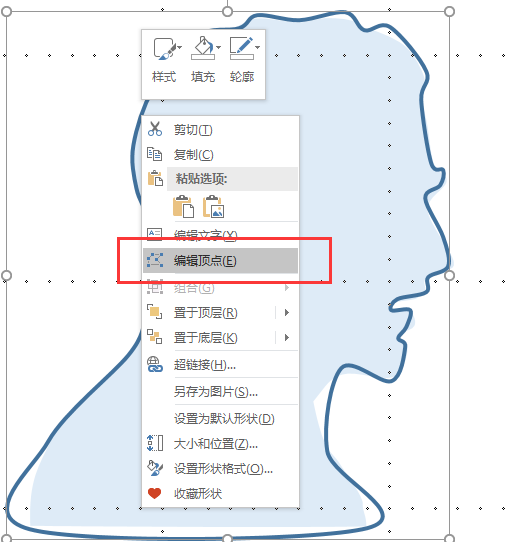 样式 填充 轮廓
剪切(T)
复制(C)
粘贴选项:
编辑文字(X)
编辑顶点(E)
组合(G)
置于顶层(R)
置于底层(K)
超链接(H)...
另存为图片(S)...
设置为默认形状(D)
大小和位置(Z)...
设置形状格式(O)...
收藏形状